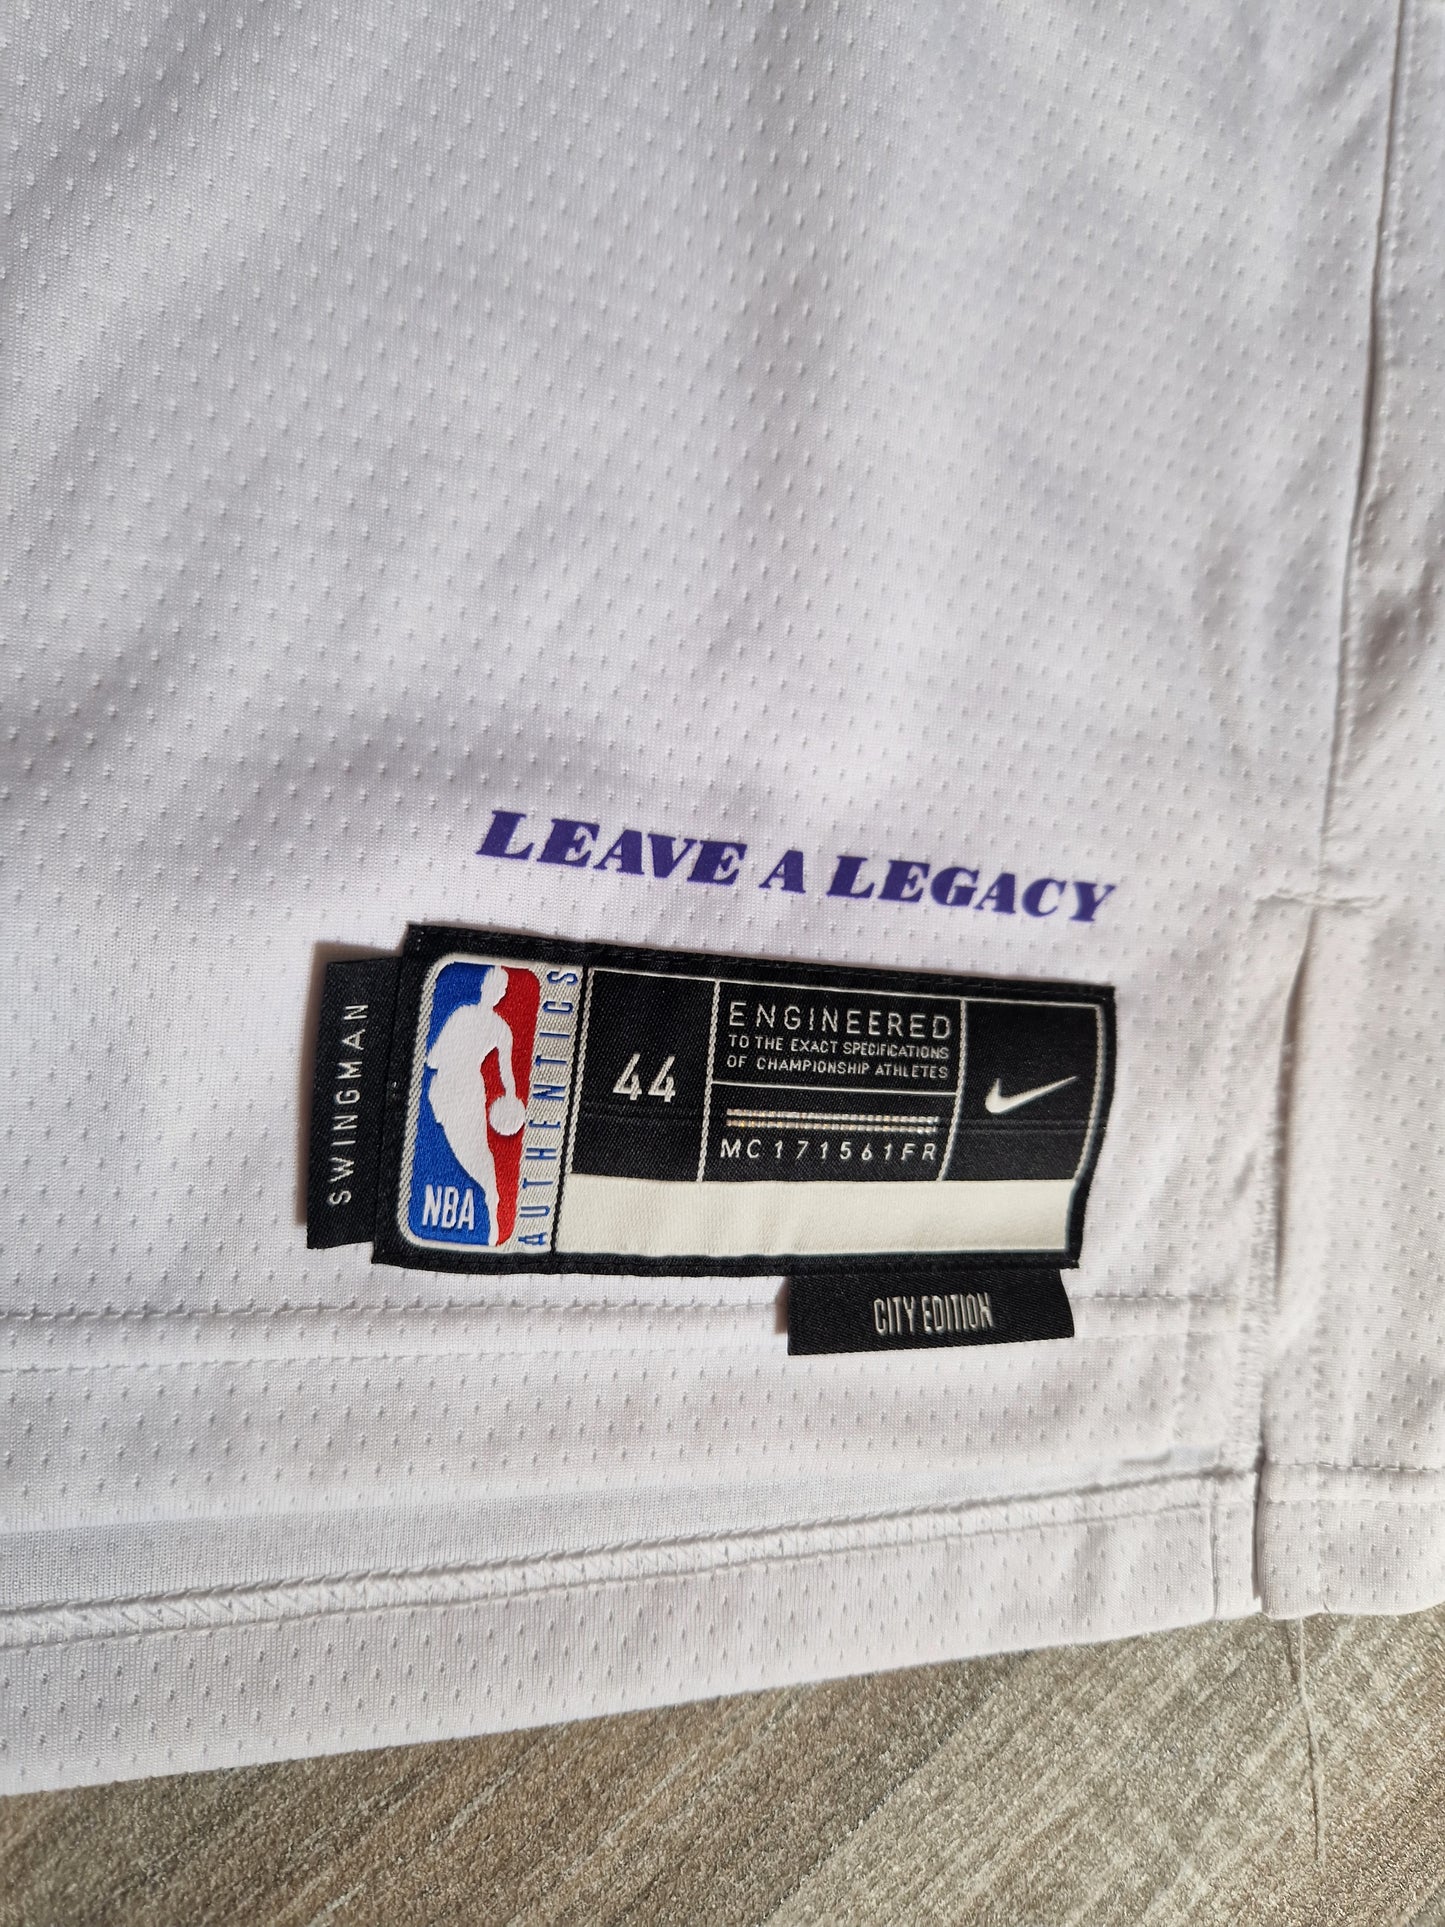 LEAVE A LEGACY
SWINGMAN
NBA
AUTHENTICS
44
ENGINEERED
TO THE EXACT SPECIFICATIONS
OF CHAMPIONSHIP ATHLETES
MC171561FR
CITY EDITION